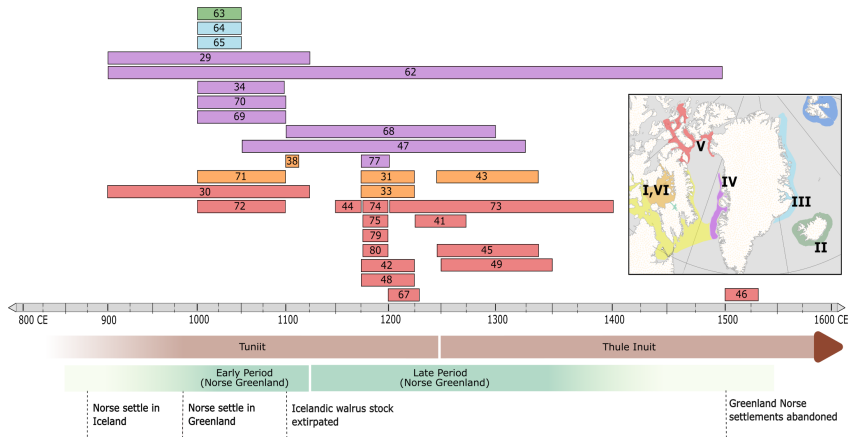 63
64
65
29
62
34
70
69
68
47
38 77
71 31 43
30 33
72 44 74 73
75 41
79
80 45
42 49
48
67 46
V
I,VI IV
III
II
800 CE 900 1000 1100 1200 1300 1400 1500 1600 CE
Tuniit Thule Inuit
Early Period
(Norse Greenland)
Late Period
(Norse Greenland)
Norse settle in
Iceland
Norse settle in
Greenland
Icelandic walrus stock
extirpated
Greenland Norse
settlements abandoned